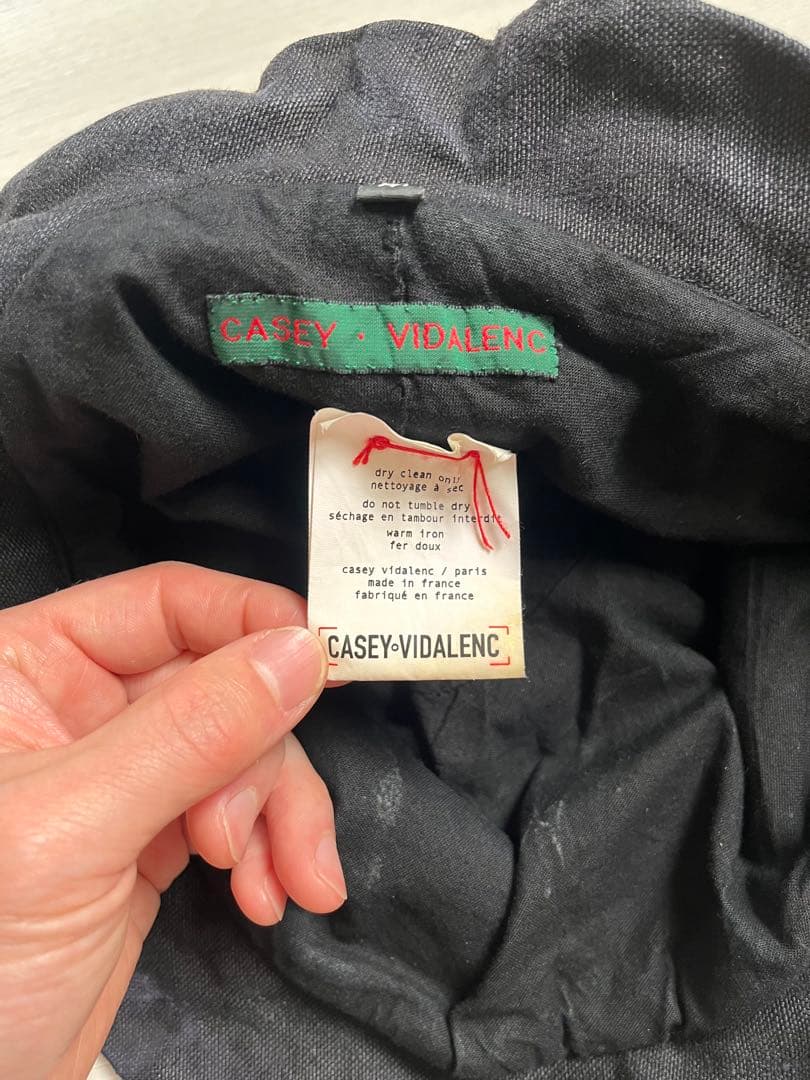 CASEY · VIDALENC
dry clean only
nettoyage à sec
do not tumble dry
séchage en tambour interdit
warm iron
fer doux
casey vidalenc / paris
made in france
fabriqué en france
CASEY◦VIDALENC